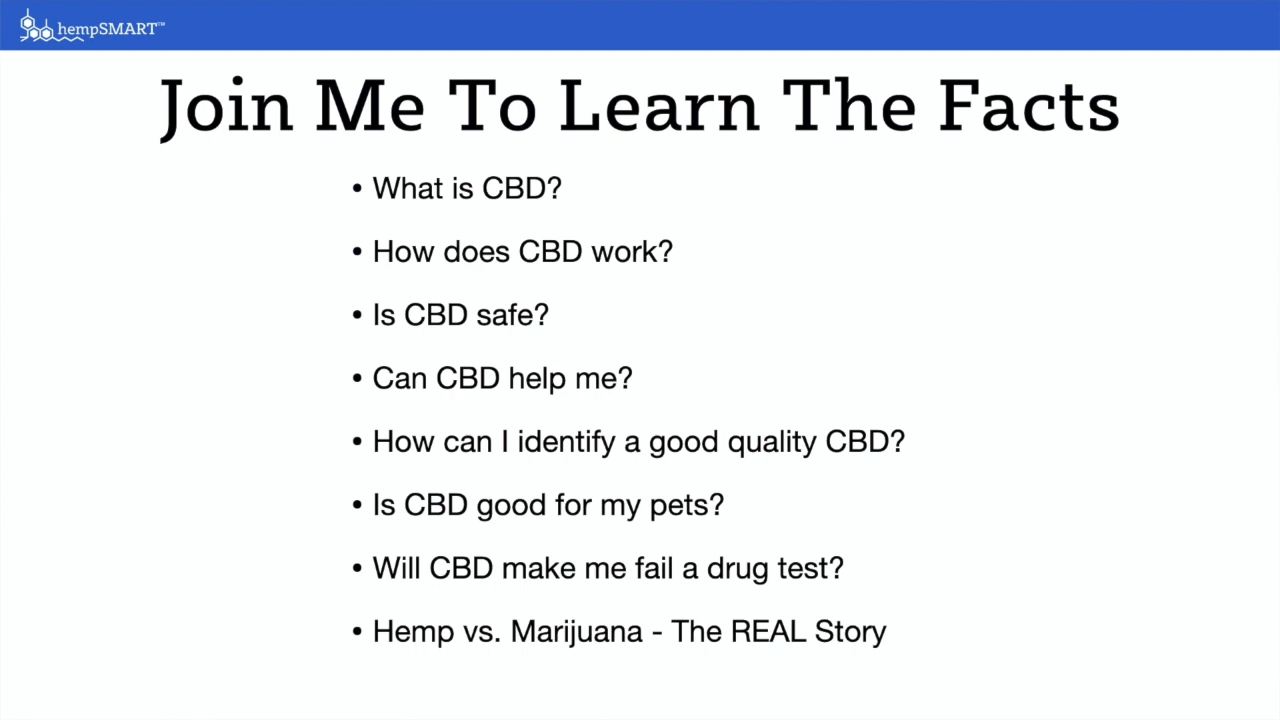 hempSMART™
Join Me To Learn The Facts
• What is CBD?
• How does CBD work?
• Is CBD safe?
• Can CBD help me?
• How can I identify a good quality CBD?
• Is CBD good for my pets?
• Will CBD make me fail a drug test?
• Hemp vs. Marijuana - The REAL Story